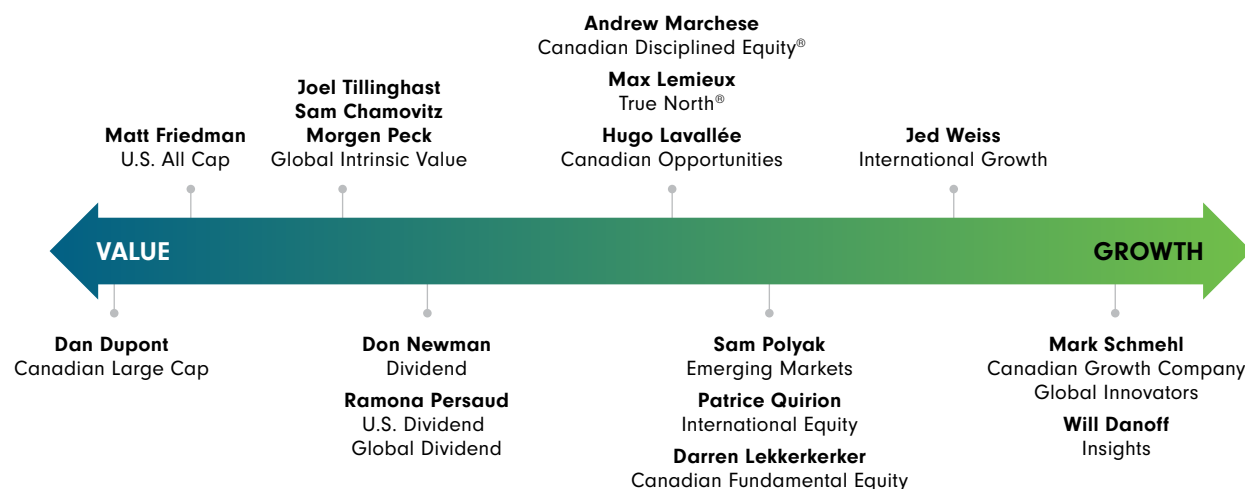 Andrew Marchese
Canadian Disciplined Equity®
Max Lemieux
True North®
Hugo Lavallée
Canadian Opportunities
Joel Tillinghast
Sam Chamovitz
Morgen Peck
Global Intrinsic Value
Matt Friedman
U.S. All Cap
Jed Weiss
International Growth
VALUE
GROWTH
Dan Dupont
Canadian Large Cap
Don Newman
Dividend
Ramona Persaud
U.S. Dividend
Global Dividend
Sam Polyak
Emerging Markets
Patrice Quirion
International Equity
Darren Lekkerkerker
Canadian Fundamental Equity
Mark Schmehl
Canadian Growth Company
Global Innovators
Will Danoff
Insights